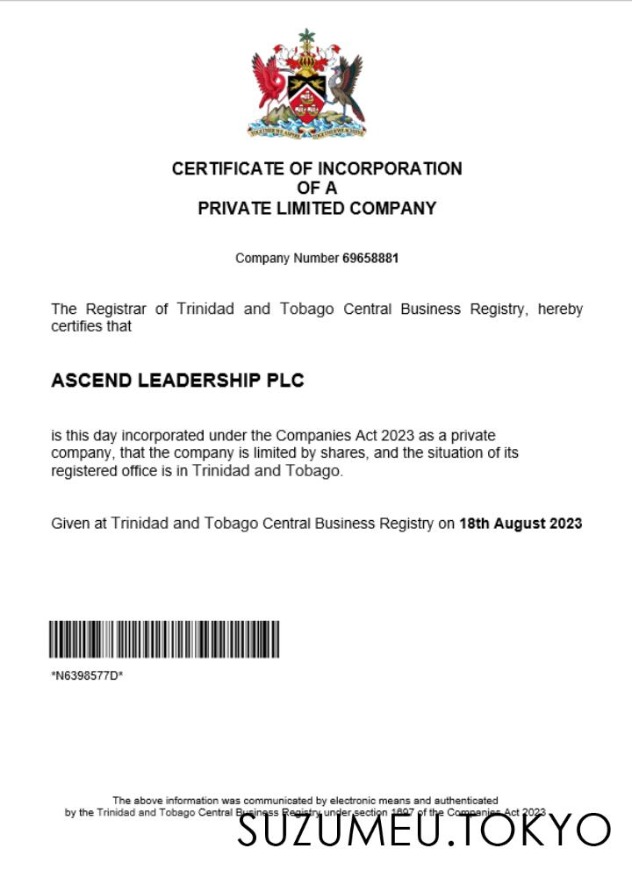 CERTIFICATE OF INCORPORATION
OF A
PRIVATE LIMITED COMPANY
Company Number 69658881
The Registrar of Trinidad and Tobago Central Business Registry, hereby
certifies that
ASCEND LEADERSHIP PLC
is this day incorporated under the Companies Act 2023 as a private
company, that the company is limited by shares, and the situation of its
registered office is in Trinidad and Tobago.
Given at Trinidad and Tobago Central Business Registry on 18th August 2023
*N6398577D*
The above information was communicated by electronic means and authenticated
by the Trinidad and Tobago Central Business Registry under section of the Companies Act 2023
SUZUMEU.TOKYO